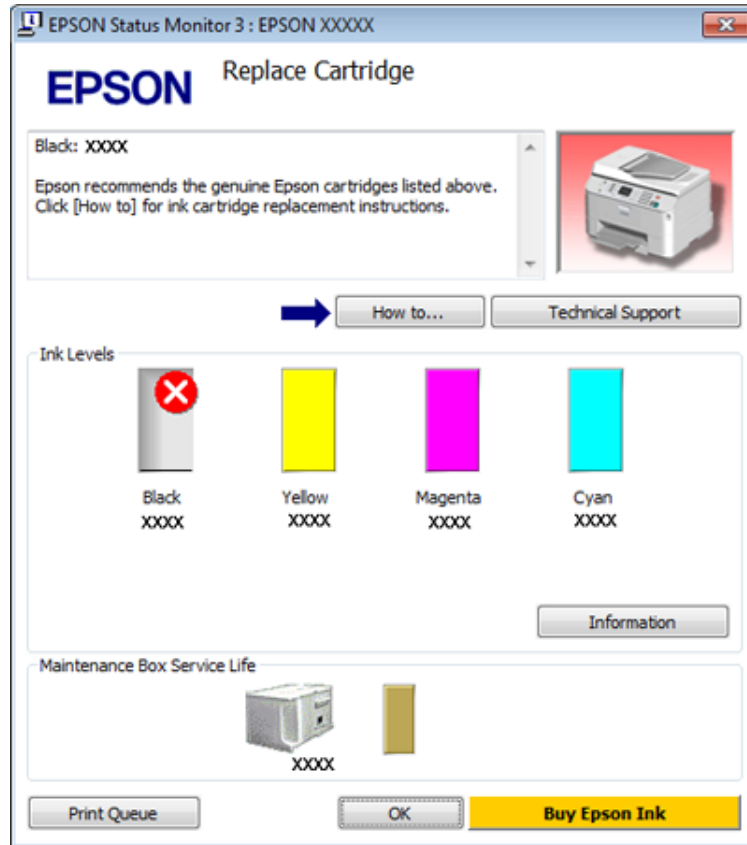 EPSON Status Monitor 3 : EPSON XXXXX
EPSON
Replace Cartridge
Black: XXXX
Epson recommends the genuine Epson cartridges listed above.
Click [How to] for ink cartridge replacement instructions.
How to...
Technical Support
Ink Levels
Black
Yellow
Magenta
Cyan
XXXX
XXXX
XXXX
XXXX
Information
Maintenance Box Service Life
XXXX
Print Queue
OK
Buy Epson Ink